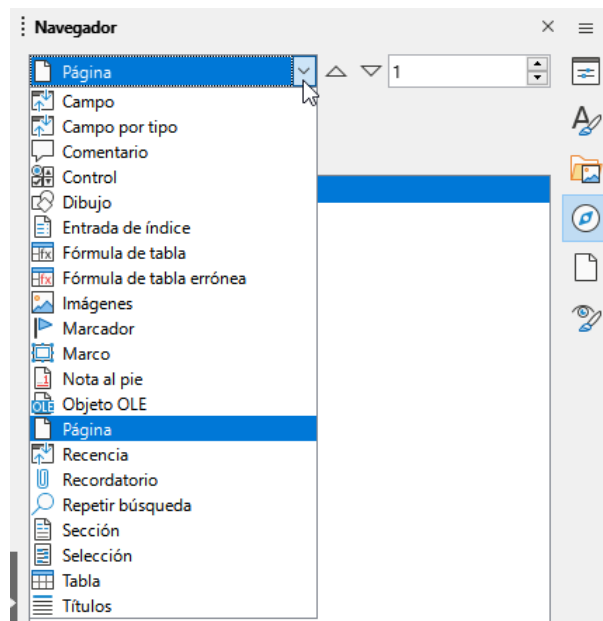 Navegador
Página 1
Campo
Campo por tipo
Comentario
Control
Dibujo
Entrada de índice
Fórmula de tabla
Fórmula de tabla errónea
Imágenes
Marcador
Marco
Nota al pie
Objeto OLE
Página
Recencia
Recordatorio
Repetir búsqueda
Sección
Selección
Tabla
Títulos